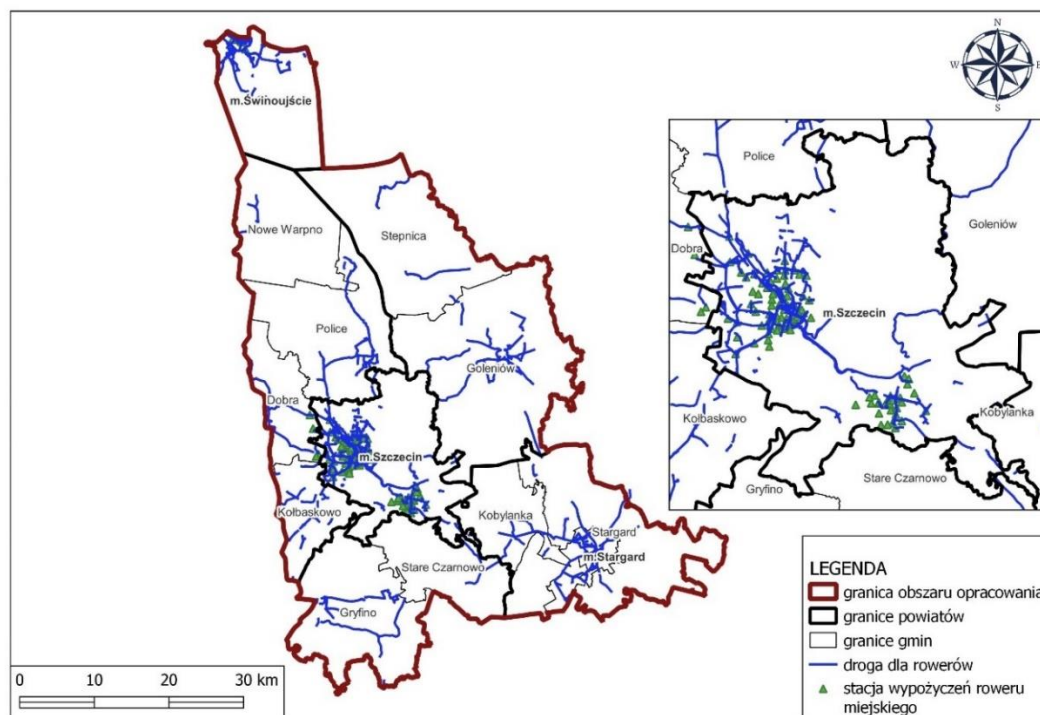 N
W
E
S
m.Świnoujście
Nowe Warpno
Stepnica
Police
Goleniów
Dobra
m.Szczecin
Kołbaskowo
Kobylanka
Stargard
m.Stargard
Stare Czarnowo
Gryfino
Police
Goleniów
Dobra
m.Szczecin
Kołbaskowo
Kobylanka
Stare Czarnowo
Gryfino
LEGENDA
granica obszaru opracowania
granice powiatów
granice gmin
droga dla rowerów
stacja wypożyczeń roweru
miejskiego
0 10 20 30 km